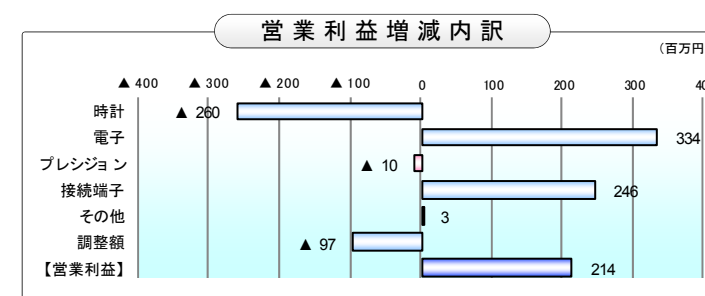 営業利益増減内訳
(百万円
▲ 400 ▲ 300 ▲ 200 ▲ 100 0 100 200 300
時計 ▲ 260
電子 334
プレシジョン ▲ 10
接続端子 246
その他 3
調整額 ▲ 97
【営業利益】 214